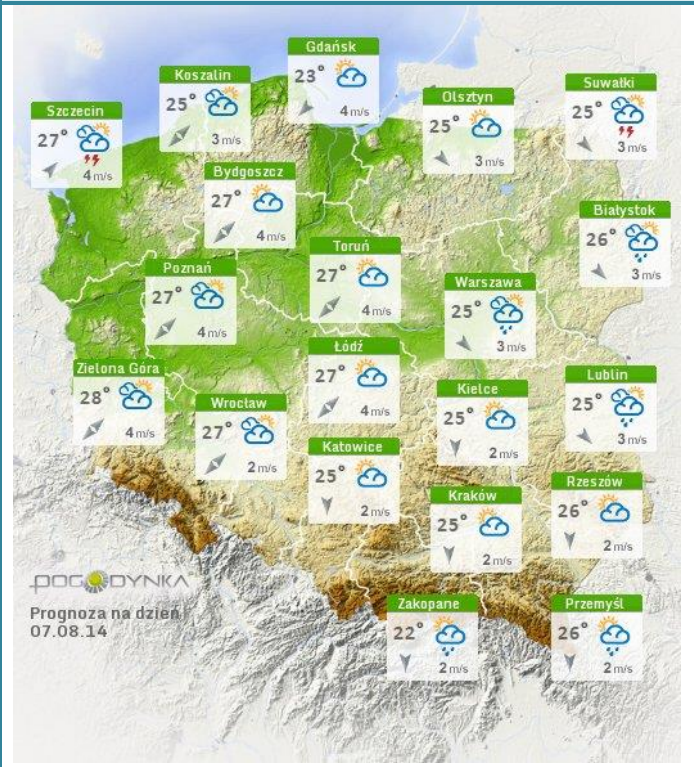 Gdańsk
23°
4 m/s
Koszalin
25°
3 m/s
Suwałki
25°
3 m/s
Olsztyn
25°
3 m/s
Szczecin
27°
4 m/s
Bydgoszcz
27°
4 m/s
Białystok
26°
3 m/s
Toruń
27°
4 m/s
Poznań
27°
4 m/s
Warszawa
25°
3 m/s
Łódź
27°
4 m/s
Zielona Góra
28°
4 m/s
Lublin
25°
3 m/s
Kielce
25°
2 m/s
Wrocław
27°
2 m/s
Katowice
25°
2 m/s
Rzeszów
26°
2 m/s
Kraków
25°
2 m/s
POGODYNKA
Prognoza na dzień
07.08.14
Zakopane
22°
2 m/s
Przemyśl
26°
2 m/s